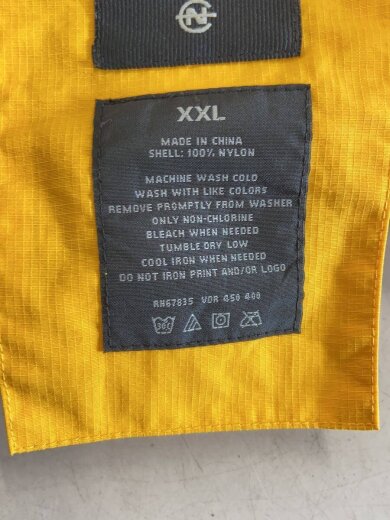 N
XXL
MADE IN CHINA
SHELL: 100% NYLON
MACHINE WASH COLD
WASH WITH LIKE COLORS
REMOVE PROMPTLY FROM WASHER
ONLY NON-CHLORINE
BLEACH WHEN NEEDED
TUMBLE DRY LOW
COOL IRON WHEN NEEDED
DO NOT IRON PRINT AND/OR LOGO
RN67835 VDR 450 400
30C